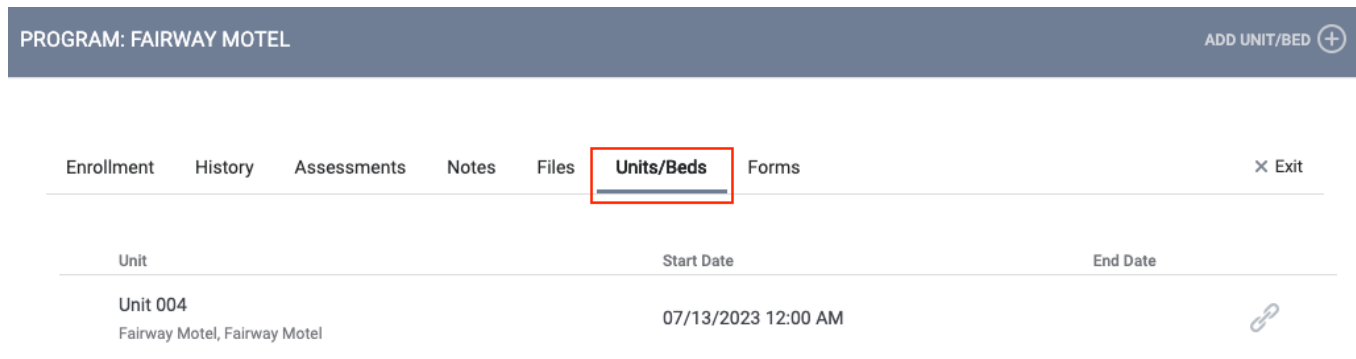 PROGRAM: FAIRWAY MOTEL ADD UNIT/BED
Enrollment History Assessments Notes Files Units/Beds Forms Exit
Unit Start Date End Date
Unit 004 07/13/2023 12:00 AM
Fairway Motel, Fairway Motel